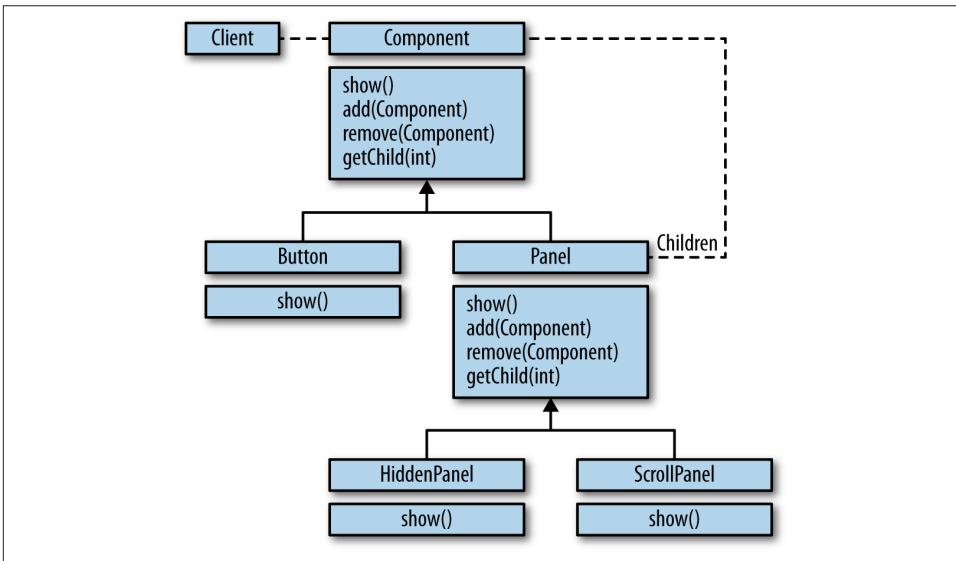 Client
Component
show()
add(Component)
remove(Component)
getChild(int)
Children
Button
Panel
show()
show()
add(Component)
remove(Component)
getChild(int)
HiddenPanel
ScrollPanel
show()
show()